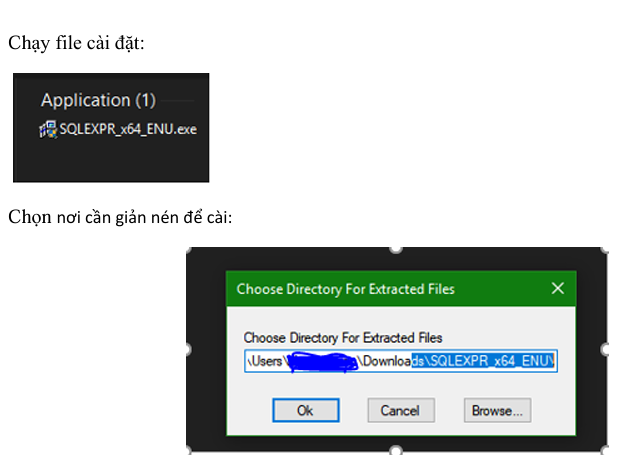 Chạy file cài đặt:
Application (1)
SQLEXPR_x64_ENU.exe
Chọn nơi cần giản nén để cài:
Choose Directory For Extracted Files
Choose Directory For Extracted Files
\Users\ \Downloads\SQLEXPR_x64_ENU\
Ok Cancel Browse...